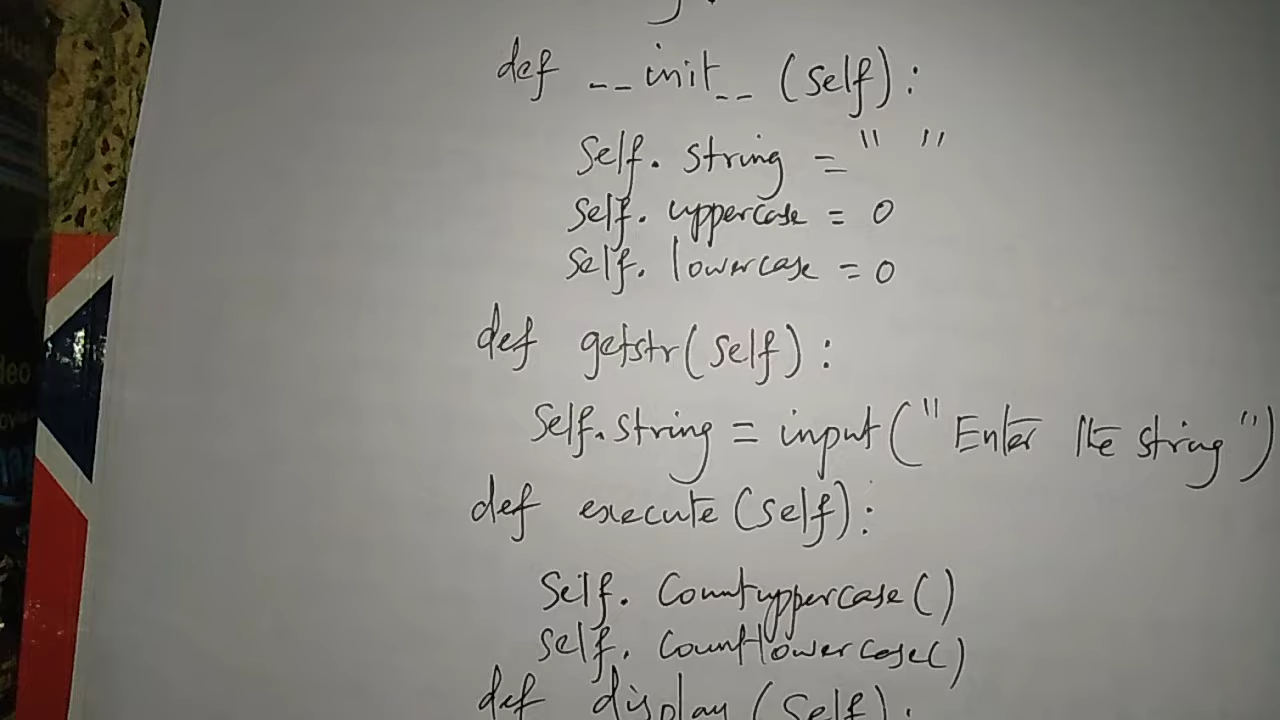 def __init__(self):
self.string = " "
self.uppercase = 0
self.lowercase = 0
def getstr(self):
self.string = input("Enter the string")
def execute(self):
self.countuppercase()
self.countlowercase()
def display(self):